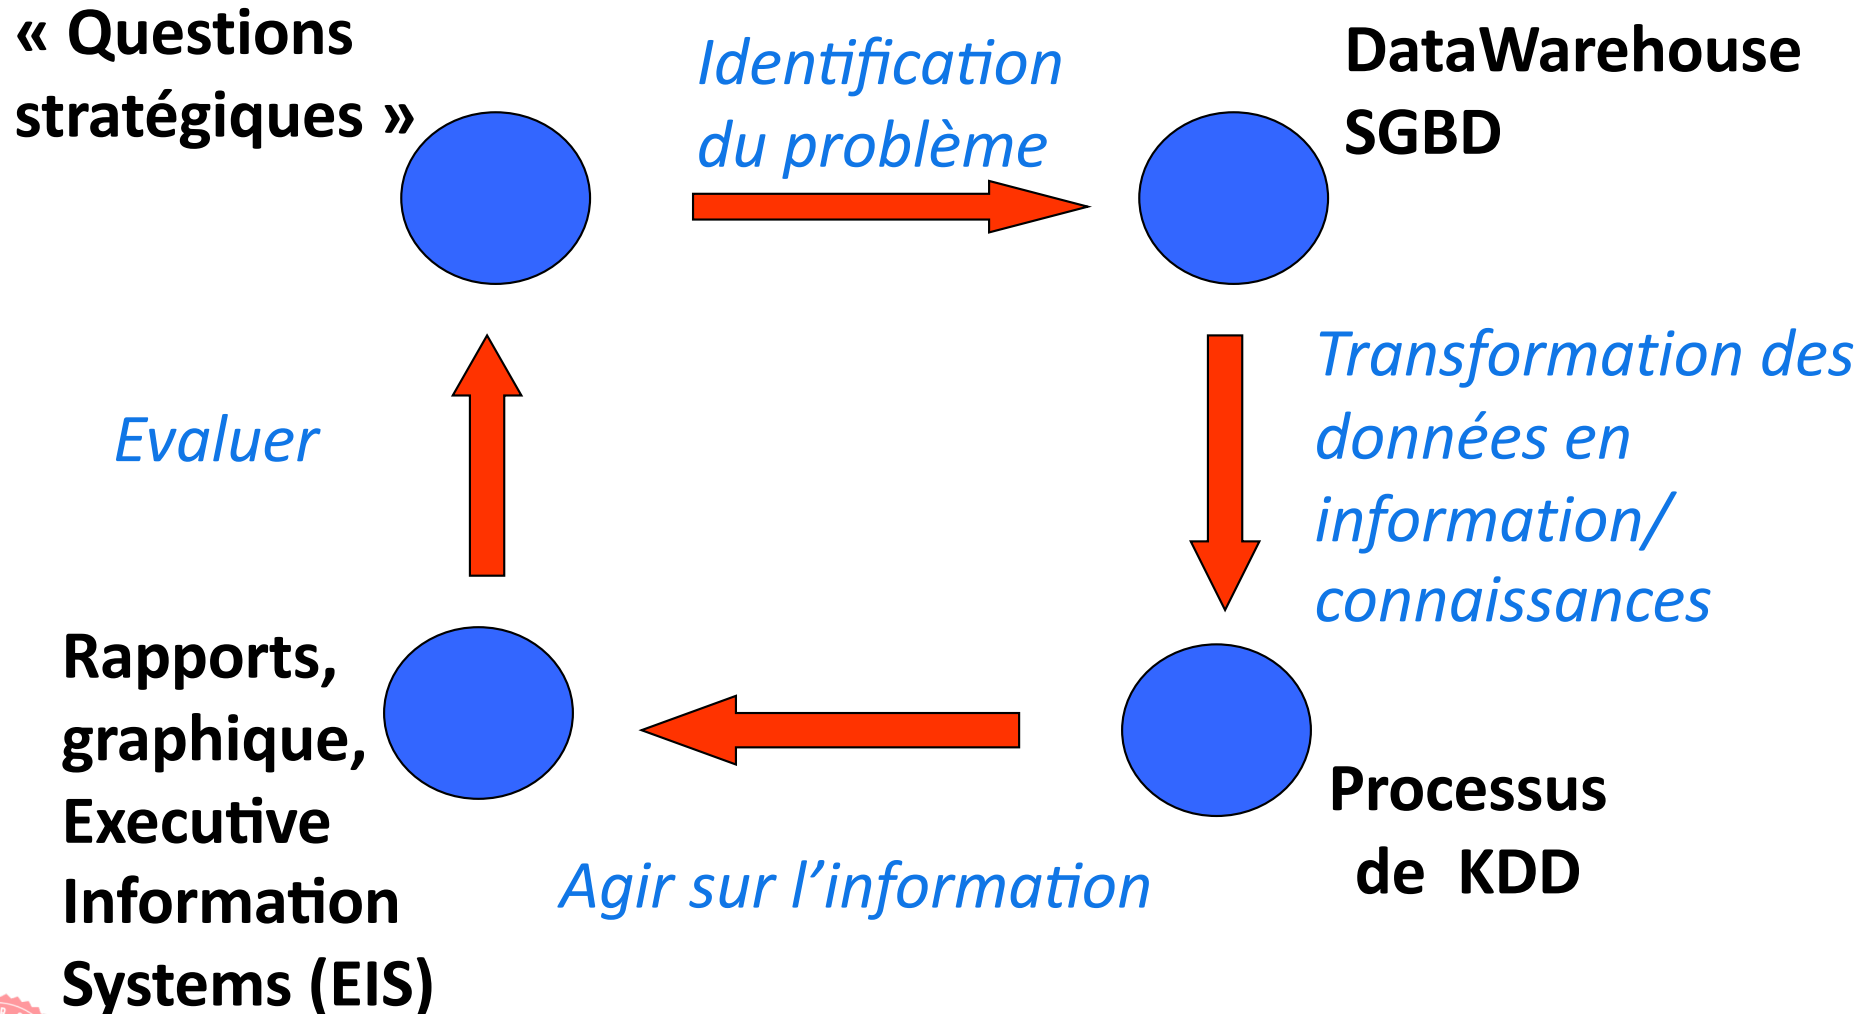 « Questions
stratégiques »
Identification
du problème
DataWarehouse
SGBD
Transformation des
données en
information/
connaissances
Evaluer
Rapports,
graphique,
Executive
Information
Systems (EIS)
Agir sur l’information
Processus
de KDD